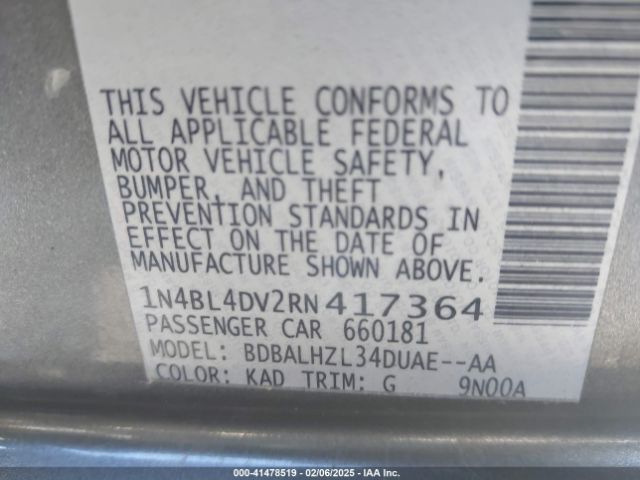 THIS VEHICLE CONFORMS TO
ALL APPLICABLE FEDERAL
MOTOR VEHICLE SAFETY,
BUMPER, AND THEFT
PREVENTION STANDARDS IN
EFFECT ON THE DATE OF
MANUFACTURE SHOWN ABOVE.
1N4BL4DV2RN417364
PASSENGER CAR 660181
MODEL: BDBALHZL34DUAE--AA
COLOR: KAD TRIM: G 9N00A
000-41478519 | 02/06/2025 | IAA Inc.